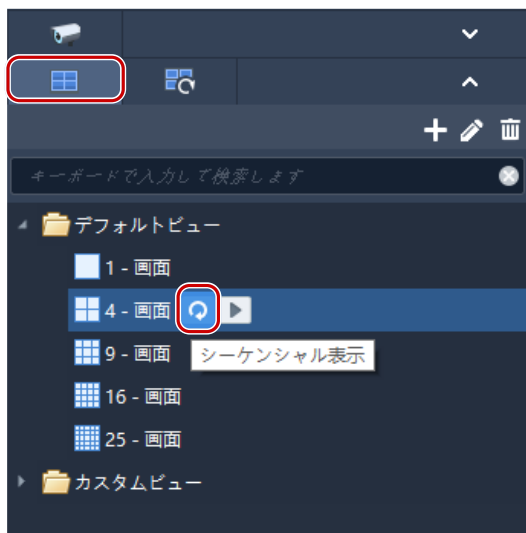 キーボードで入力して検索します
デフォルトビュー
1 - 画面
4 - 画面
9 - 画面
シーケンシャル表示
16 - 画面
25 - 画面
カスタムビュー